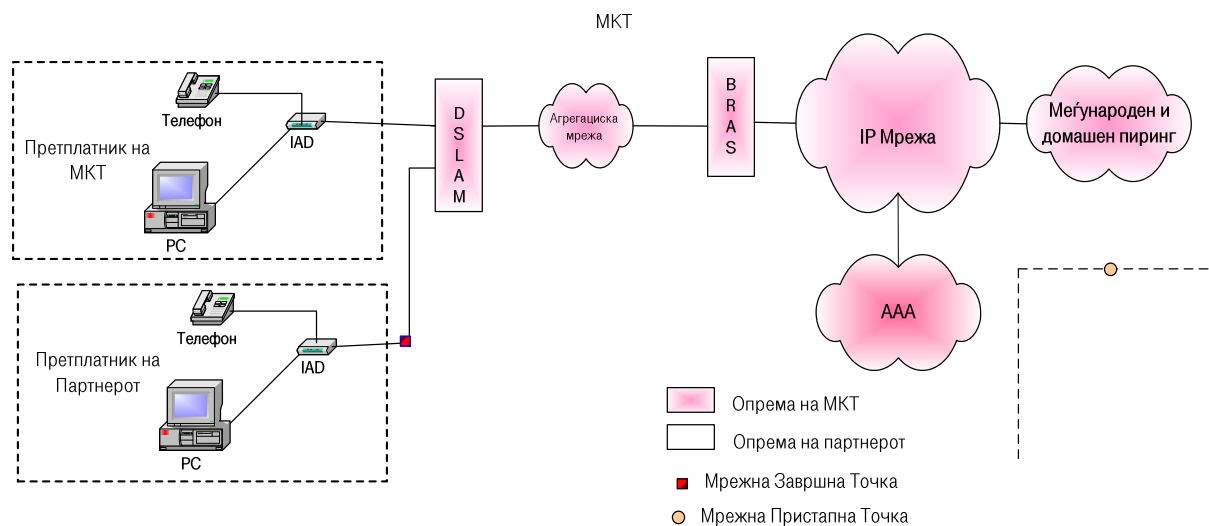 МКТ
Телефон
IAD
Претплатник на
МКТ
PC
D
S
L
A
M
Агрегациска
мрежа
B
R
A
S
IP Мрежа
Меѓународен и
домашен пиринг
AAA
Телефон
IAD
Претплатник на
Партнерот
PC
Опрема на МКТ
Опрема на партнерот
Мрежна Завршна Точка
Мрежна Пристапна Точка